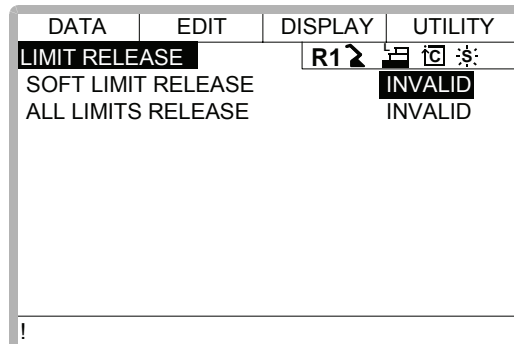 DATA EDIT DISPLAY UTILITY
LIMIT RELEASE R1 C S
SOFT LIMIT RELEASE INVALID
ALL LIMITS RELEASE INVALID
!